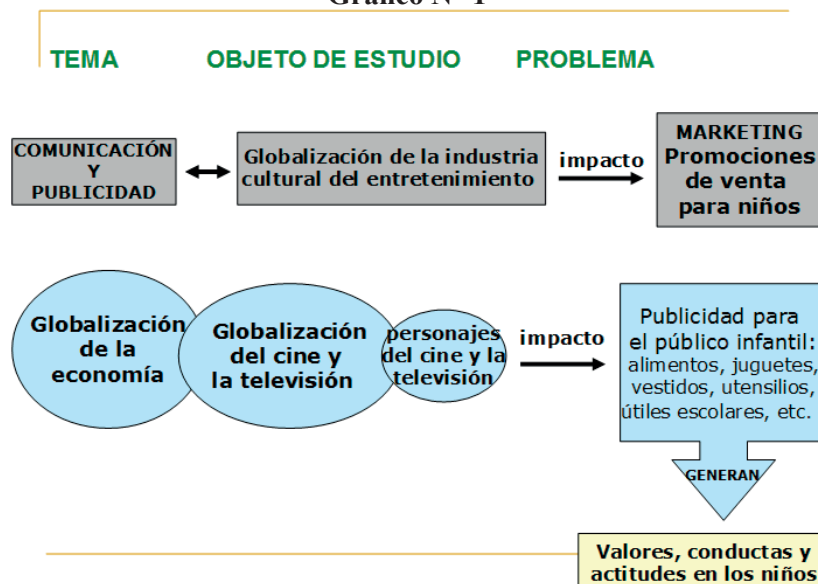 Gráfico N° 1
TEMA OBJETO DE ESTUDIO PROBLEMA
COMUNICACIÓN
Y
PUBLICIDAD
Globalización de la industria
cultural del entretenimiento
impacto
MARKETING
Promociones
de venta
para niños
Globalización
de la
economía
Globalización
del cine y
la televisión
personajes
del cine y la
televisión
impacto
Publicidad para
el público infantil:
alimentos, juguetes,
vestidos, utensilios,
útiles escolares, etc.
GENERAN
Valores, conductas y
actitudes en los niños